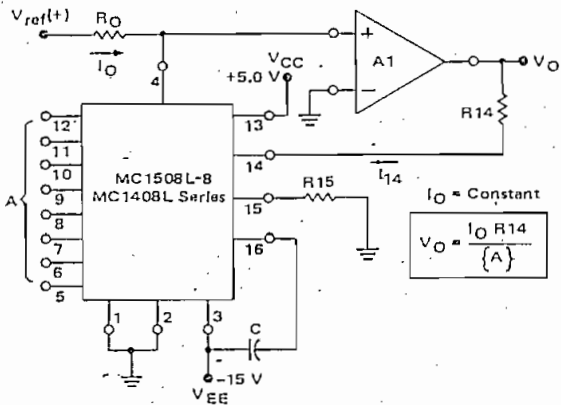 Vref(+)
RO
IO
4
+
A1
−
VO
VCC
+5.0 V
R14
12
11
10
9
8
7
6
5
A
MC1508L-8
MC1408L Series
13
14
I14
15
R15
16
IO = Constant
VO = IO R14 / {A}
1
2
3
C
−15 V
VEE